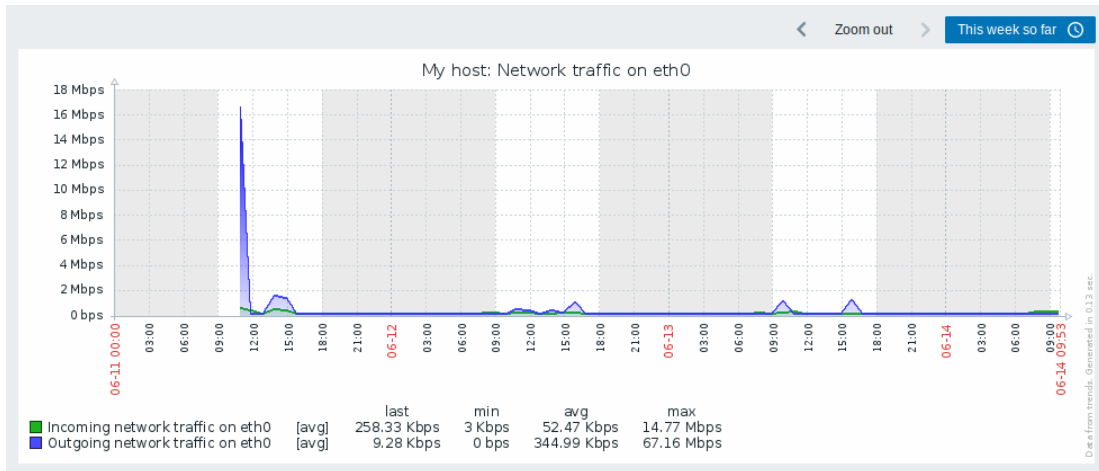 Zoom out This week so far
My host: Network traffic on eth0
18 Mbps
16 Mbps
14 Mbps
12 Mbps
10 Mbps
8 Mbps
6 Mbps
4 Mbps
2 Mbps
0 bps
06-11 00:00 03:00 06:00 09:00 12:00 15:00 18:00 21:00 06-12 03:00 06:00 09:00 12:00 15:00 18:00 21:00 06-13 03:00 06:00 09:00 12:00 15:00 18:00 21:00 06-14 03:00 06:00 09:00 06-14 09:53
last min avg max
Incoming network traffic on eth0 [avg] 258.33 Kbps 3 Kbps 52.47 Kbps 14.77 Mbps
Outgoing network traffic on eth0 [avg] 9.28 Kbps 0 bps 344.99 Kbps 67.16 Mbps
Data from trends. Generated in 0.13 sec.